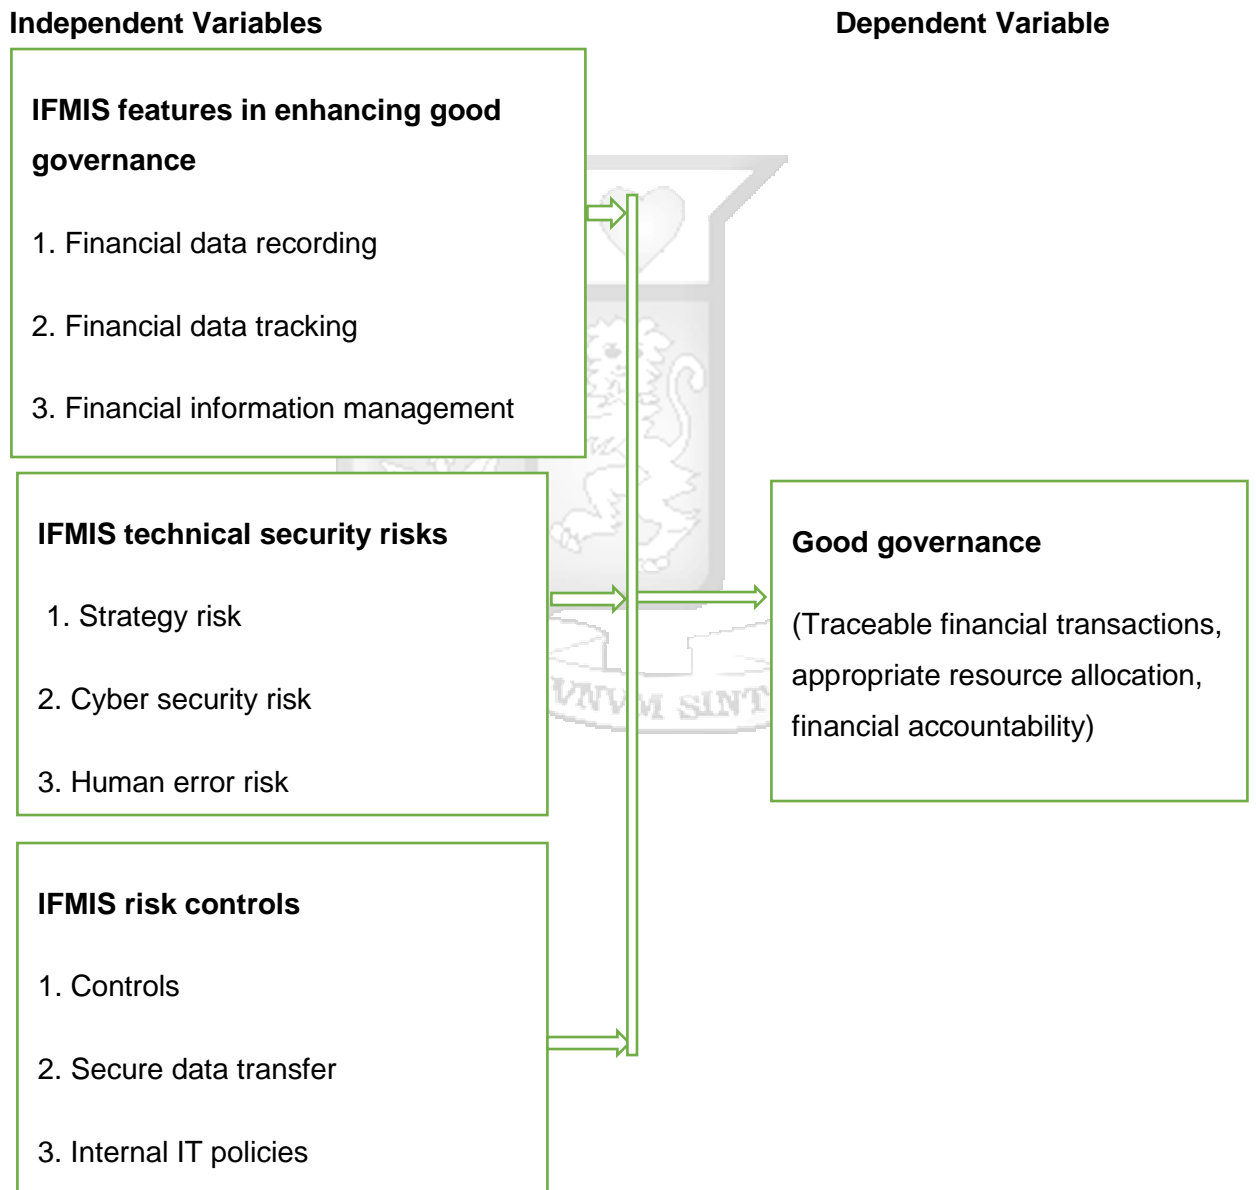 Independent Variables
Dependent Variable
IFMIS features in enhancing good
governance
1. Financial data recording
2. Financial data tracking
3. Financial information management
IFMIS technical security risks
1. Strategy risk
2. Cyber security risk
3. Human error risk
IFMIS risk controls
1. Controls
2. Secure data transfer
3. Internal IT policies
Good governance
(Traceable financial transactions,
appropriate resource allocation,
financial accountability)
VNVM SINT